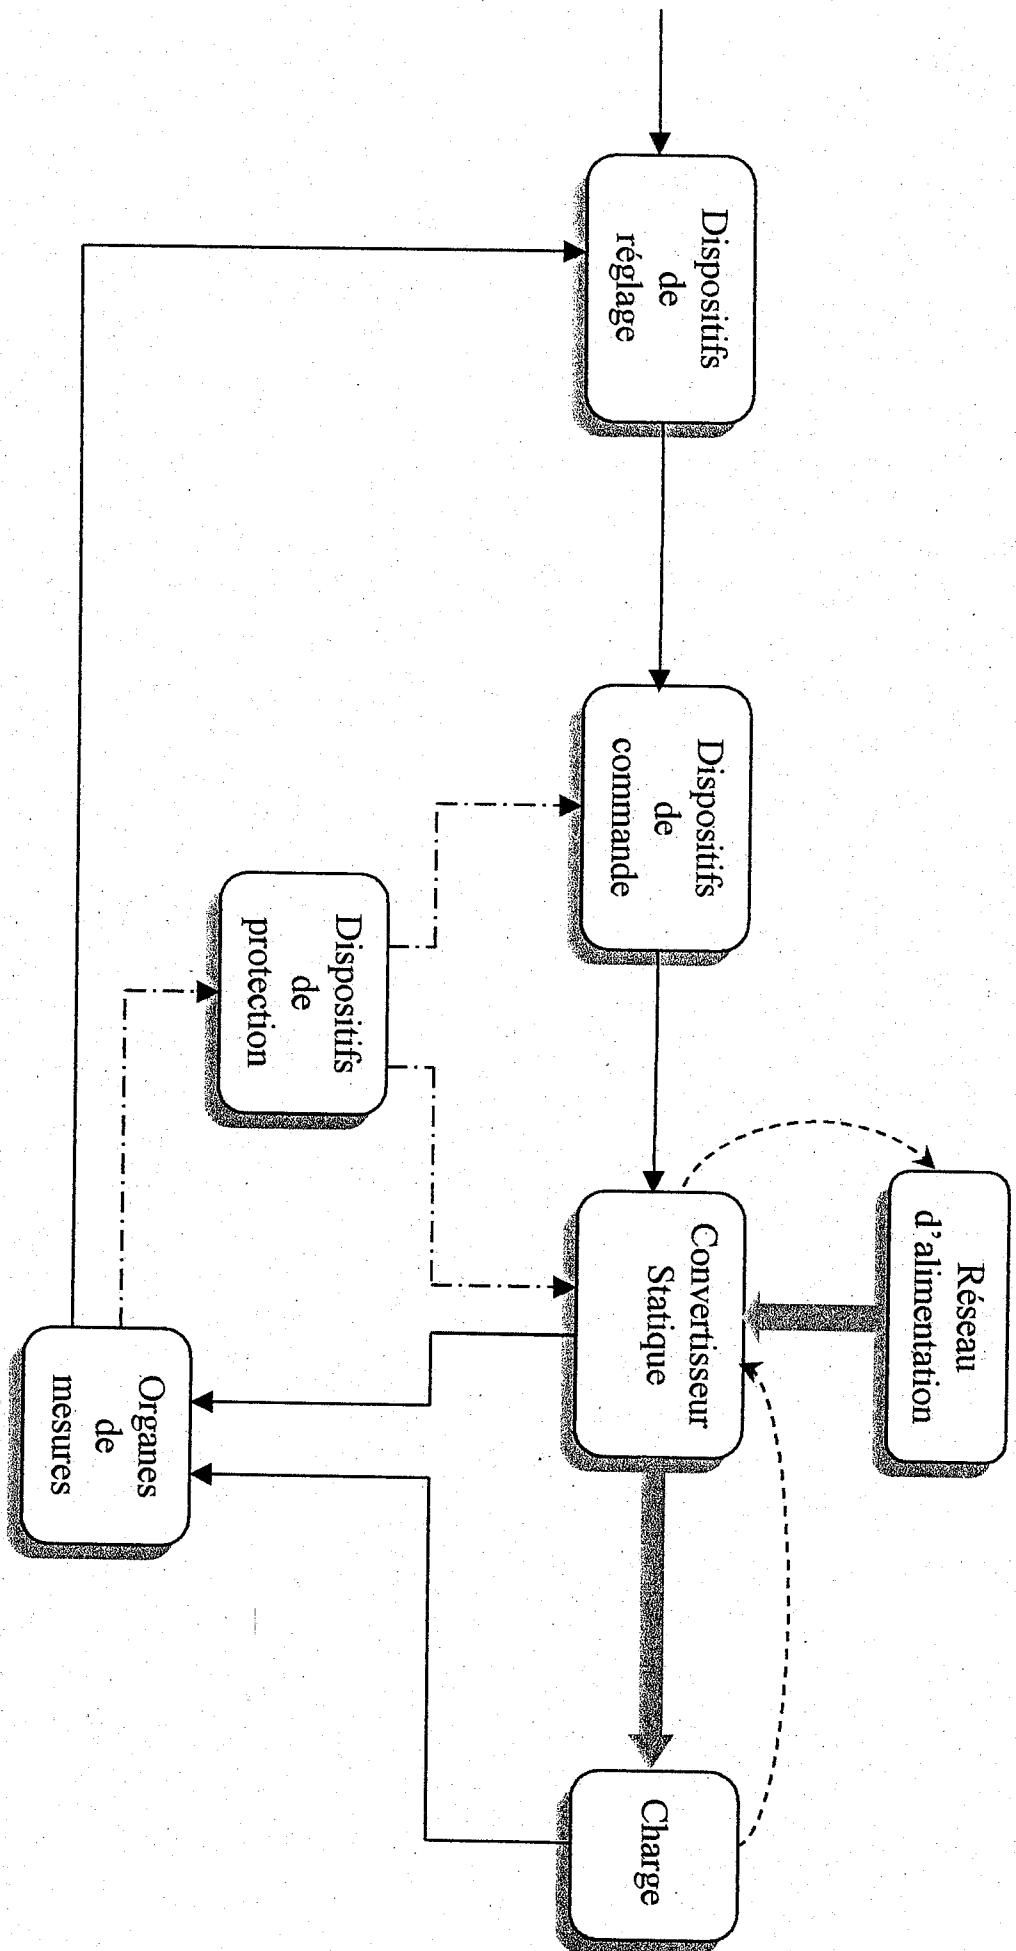 Réseau
d'alimentation
Dispositifs
de
réglage
Dispositifs
de
commande
Convertisseur
Statique
Charge
Dispositifs
de
protection
Organes
de
mesures